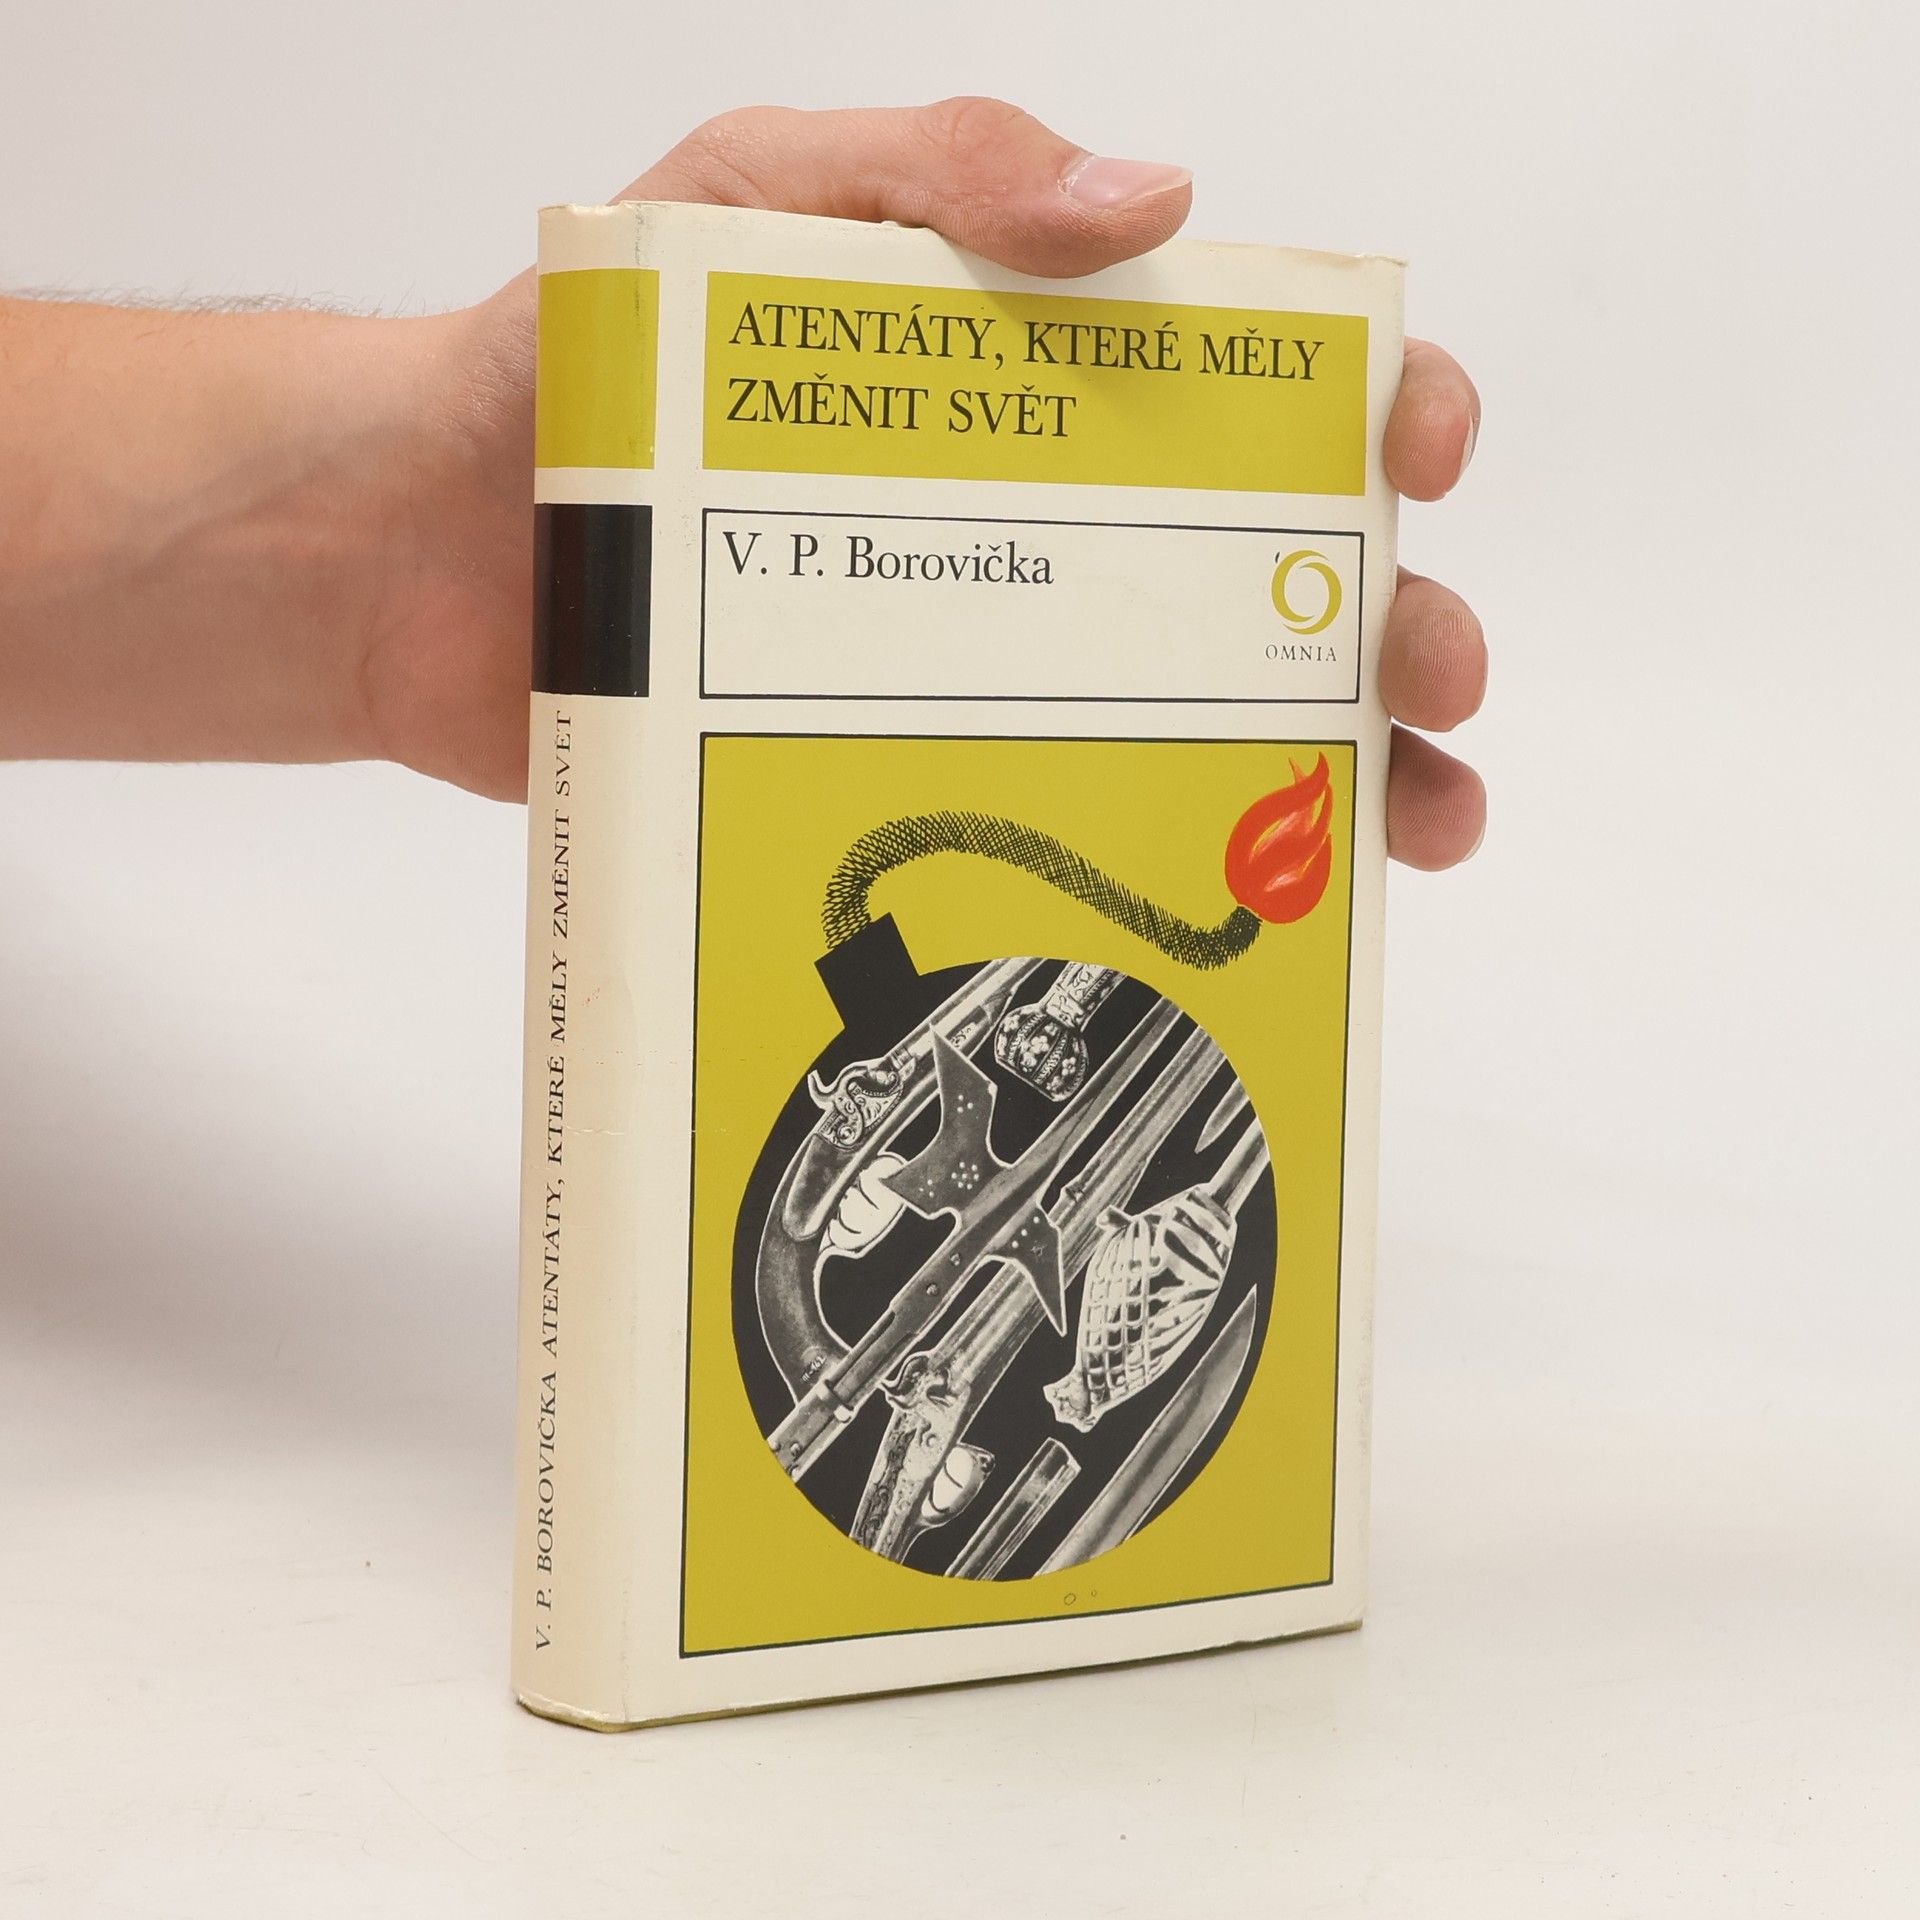 ATENTÁTY, KTERÉ MĚLY
ZMĚNIT SVĚT
V. P. Borovička
OMNIA
V. P. BOROVIČKA ATENTÁTY, KTERÉ MĚLY ZMĚNIT SVĚT